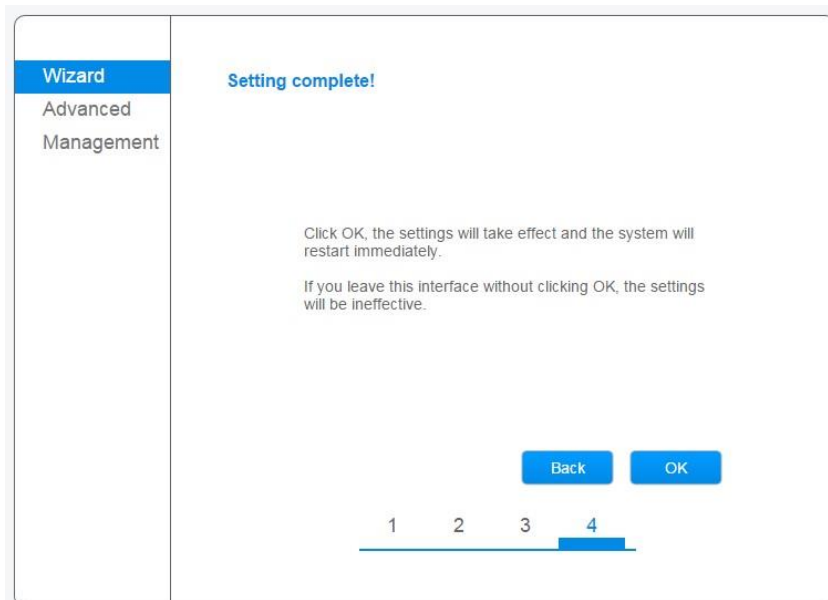 Wizard
Advanced
Management
Setting complete!
Click OK, the settings will take effect and the system will
restart immediately.
If you leave this interface without clicking OK, the settings
will be ineffective.
Back OK
1 2 3 4